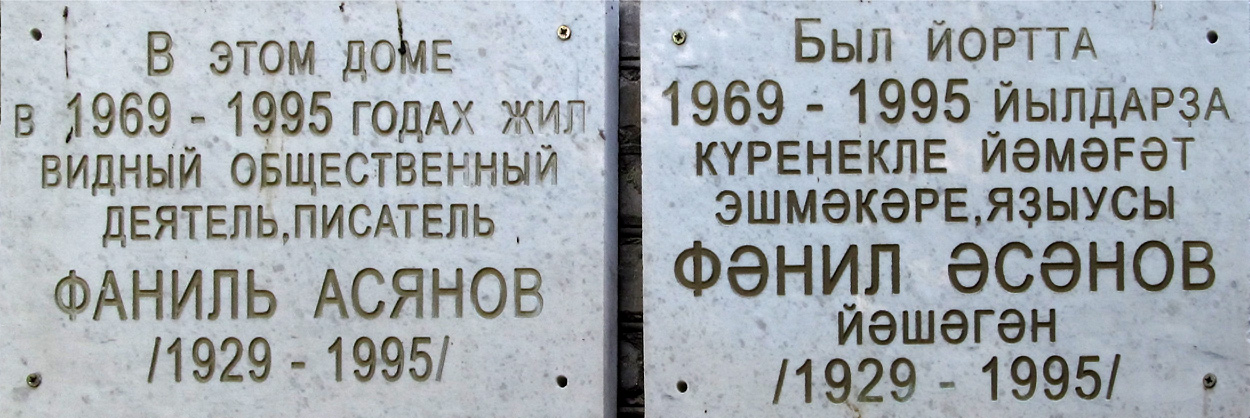 В ЭТОМ ДОМЕ
В 1969 - 1995 ГОДАХ ЖИЛ
ВИДНЫЙ ОБЩЕСТВЕННЫЙ
ДЕЯТЕЛЬ,ПИСАТЕЛЬ
ФАНИЛЬ АСЯНОВ
/1929 - 1995/
БЫЛ ЙОРТТА
1969 - 1995 ЙЫЛДАРҘА
КҮРЕНЕКЛЕ ЙӘМӘҒӘТ
ЭШМӘКӘРЕ,ЯҘЫУСЫ
ФӘНИЛ ӘСӘНОВ
ЙӘШӘГӘН
/1929 - 1995/